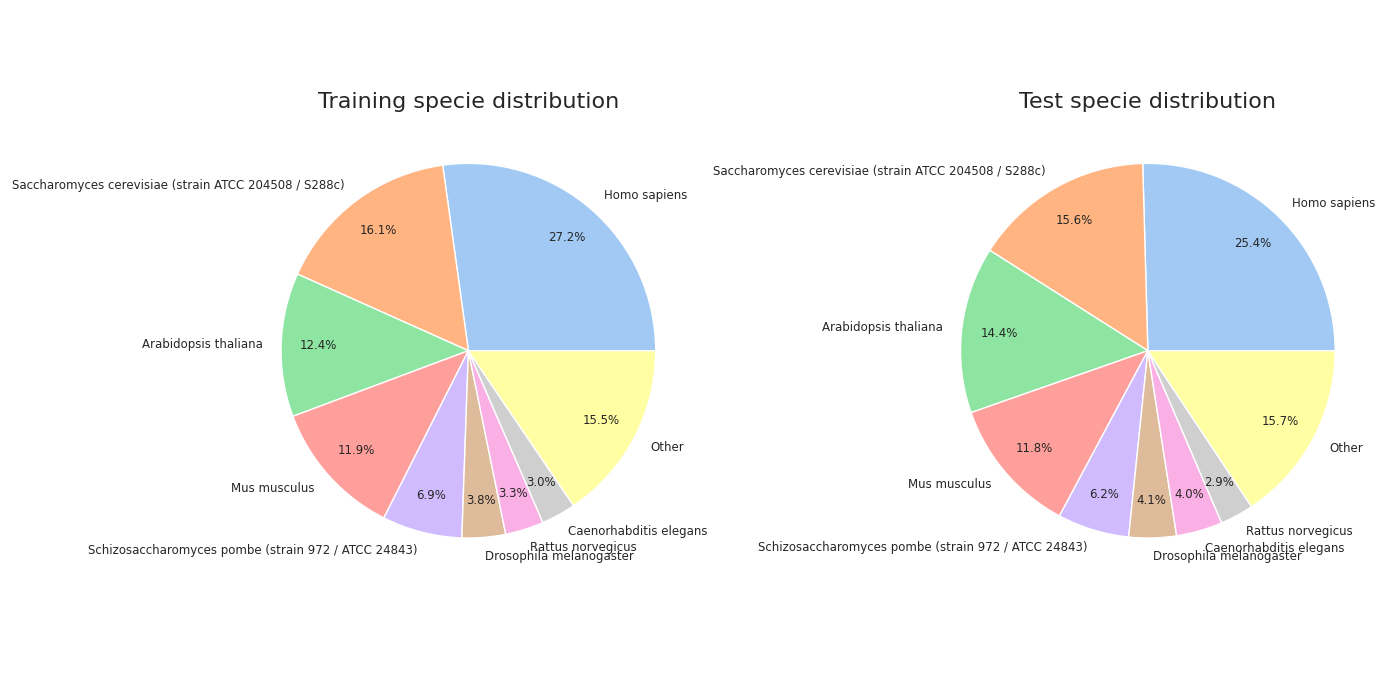 Training specie distribution
Homo sapiens
27.2%
Saccharomyces cerevisiae (strain ATCC 204508 / S288c)
16.1%
Arabidopsis thaliana
12.4%
Mus musculus
11.9%
Schizosaccharomyces pombe (strain 972 / ATCC 24843)
6.9%
Drosophila melanogaster
3.8%
Rattus norvegicus
3.3%
Caenorhabditis elegans
3.0%
Other
15.5%
Test specie distribution
Homo sapiens
25.4%
Saccharomyces cerevisiae (strain ATCC 204508 / S288c)
15.6%
Arabidopsis thaliana
14.4%
Mus musculus
11.8%
Schizosaccharomyces pombe (strain 972 / ATCC 24843)
6.2%
Drosophila melanogaster
4.1%
Caenorhabditis elegans
4.0%
Rattus norvegicus
2.9%
Other
15.7%